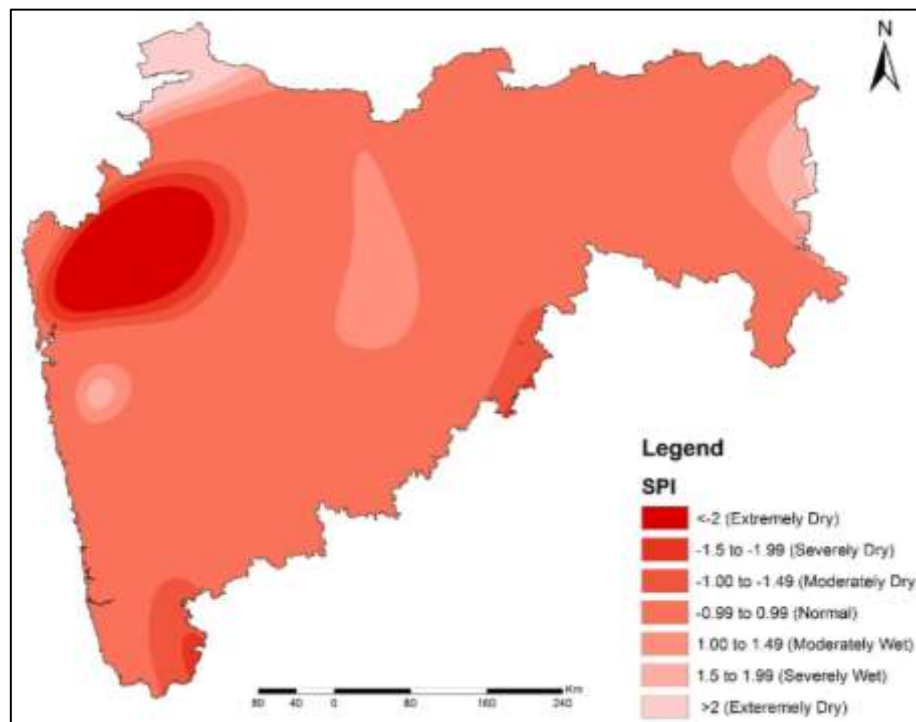 N
Legend
SPI
<-2 (Extremely Dry)
-1.5 to -1.99 (Severely Dry)
-1.00 to -1.49 (Moderately Dry
-0.99 to 0.99 (Normal)
1.00 to 1.49 (Moderately Wet)
1.5 to 1.99 (Severely Wet)
>2 (Exteremely Dry)
Km
80 40 0 80 160 240